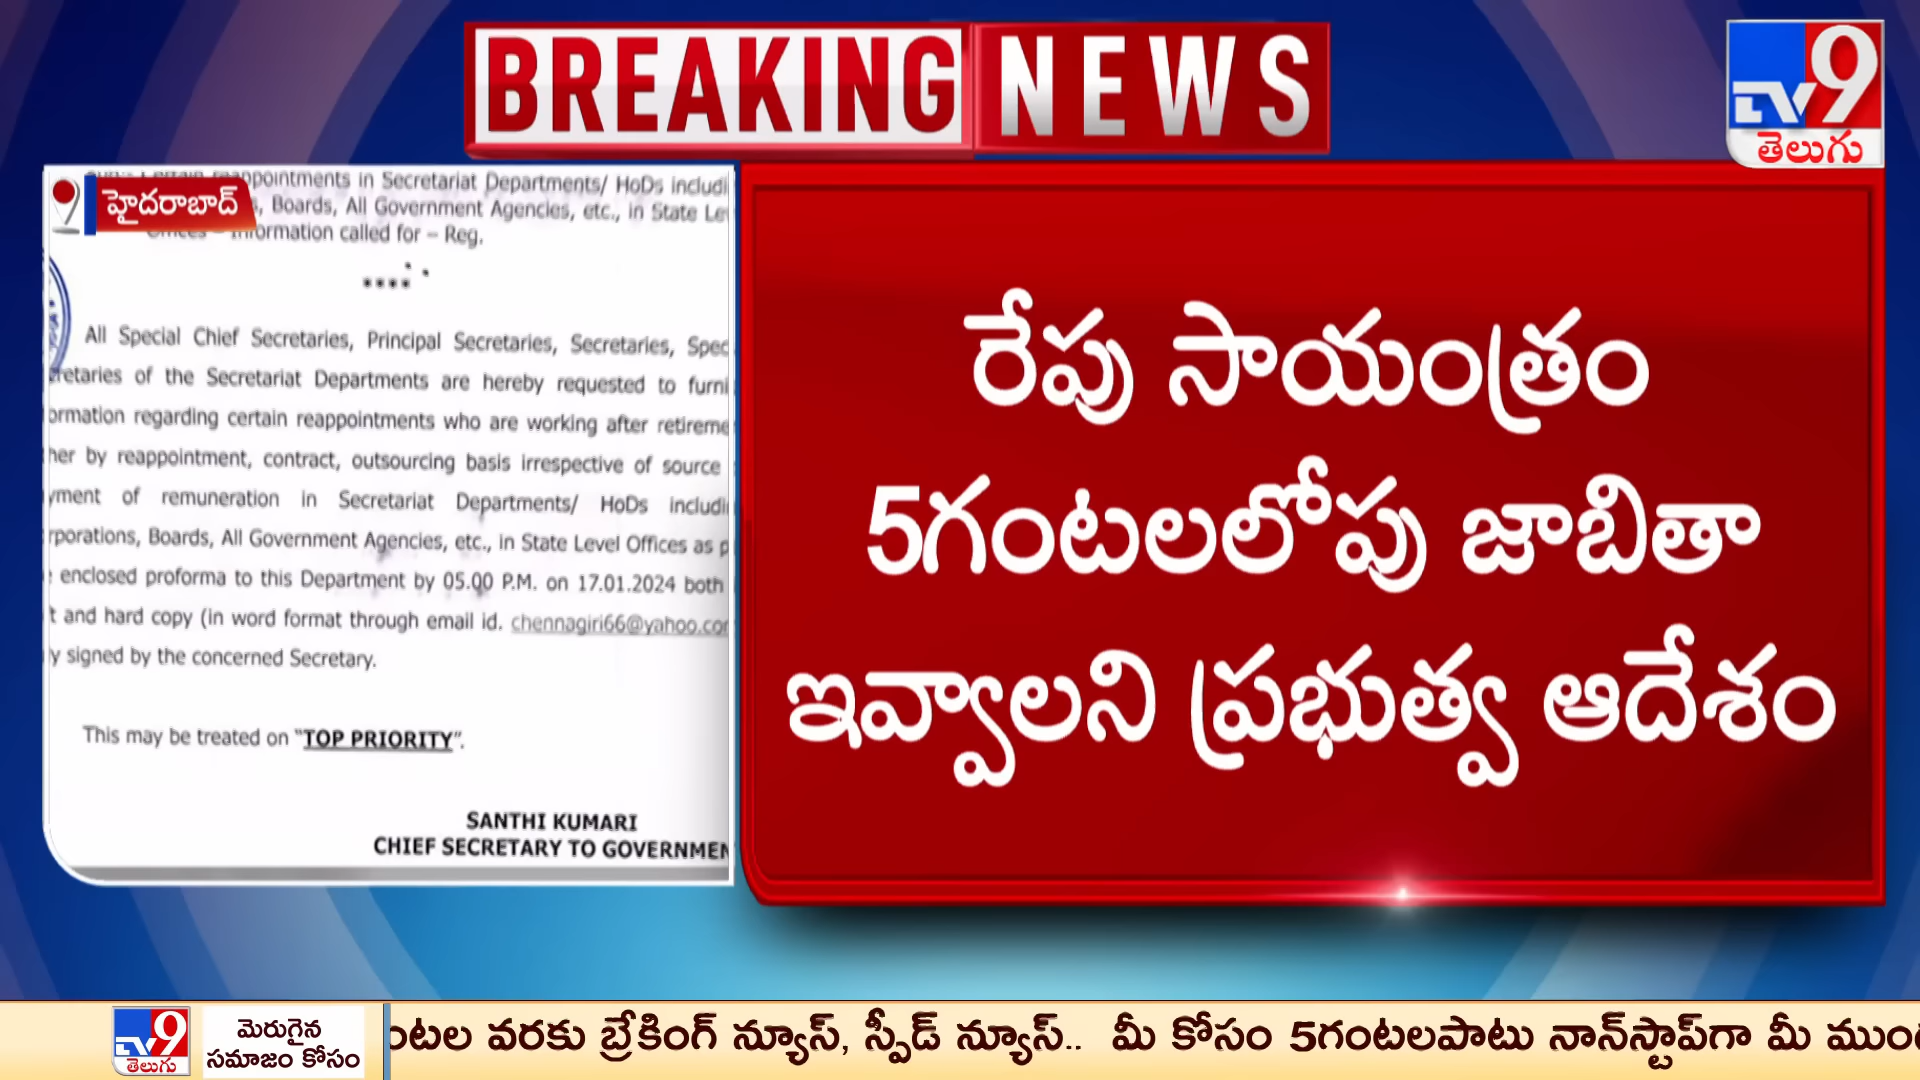 BREAKING NEWS
TV9
తెలుగు
హైదరాబాద్
appointments in Secretariat Departments/ HoDs includi
, Boards, All Government Agencies, etc., in State Le
Information called for – Reg.
All Special Chief Secretaries, Principal Secretaries, Secretaries, Spec
retaries of the Secretariat Departments are hereby requested to furni
ormation regarding certain reappointments who are working after retireme
her by reappointment, contract, outsourcing basis irrespective of source
yment of remuneration in Secretariat Departments/ HoDs includi
rporations, Boards, All Government Agencies, etc., in State Level Offices as p
enclosed proforma to this Department by 05.00 P.M. on 17.01.2024 both
t and hard copy (in word format through email id. chennagiri66@yahoo.com
y signed by the concerned Secretary.
This may be treated on “TOP PRIORITY”.
SANTHI KUMARI
CHIEF SECRETARY TO GOVERNMEN
రేపు సాయంత్రం
5గంటలలోపు జాబితా
ఇవ్వాలని ప్రభుత్వ ఆదేశం
TV9
తెలుగు
మెరుగైన
సమాజం కోసం
ంటల వరకు బ్రేకింగ్ న్యూస్, స్పీడ్ న్యూస్.. మీ కోసం 5గంటలపాటు నాన్‌స్టాప్‌గా మీ ముం